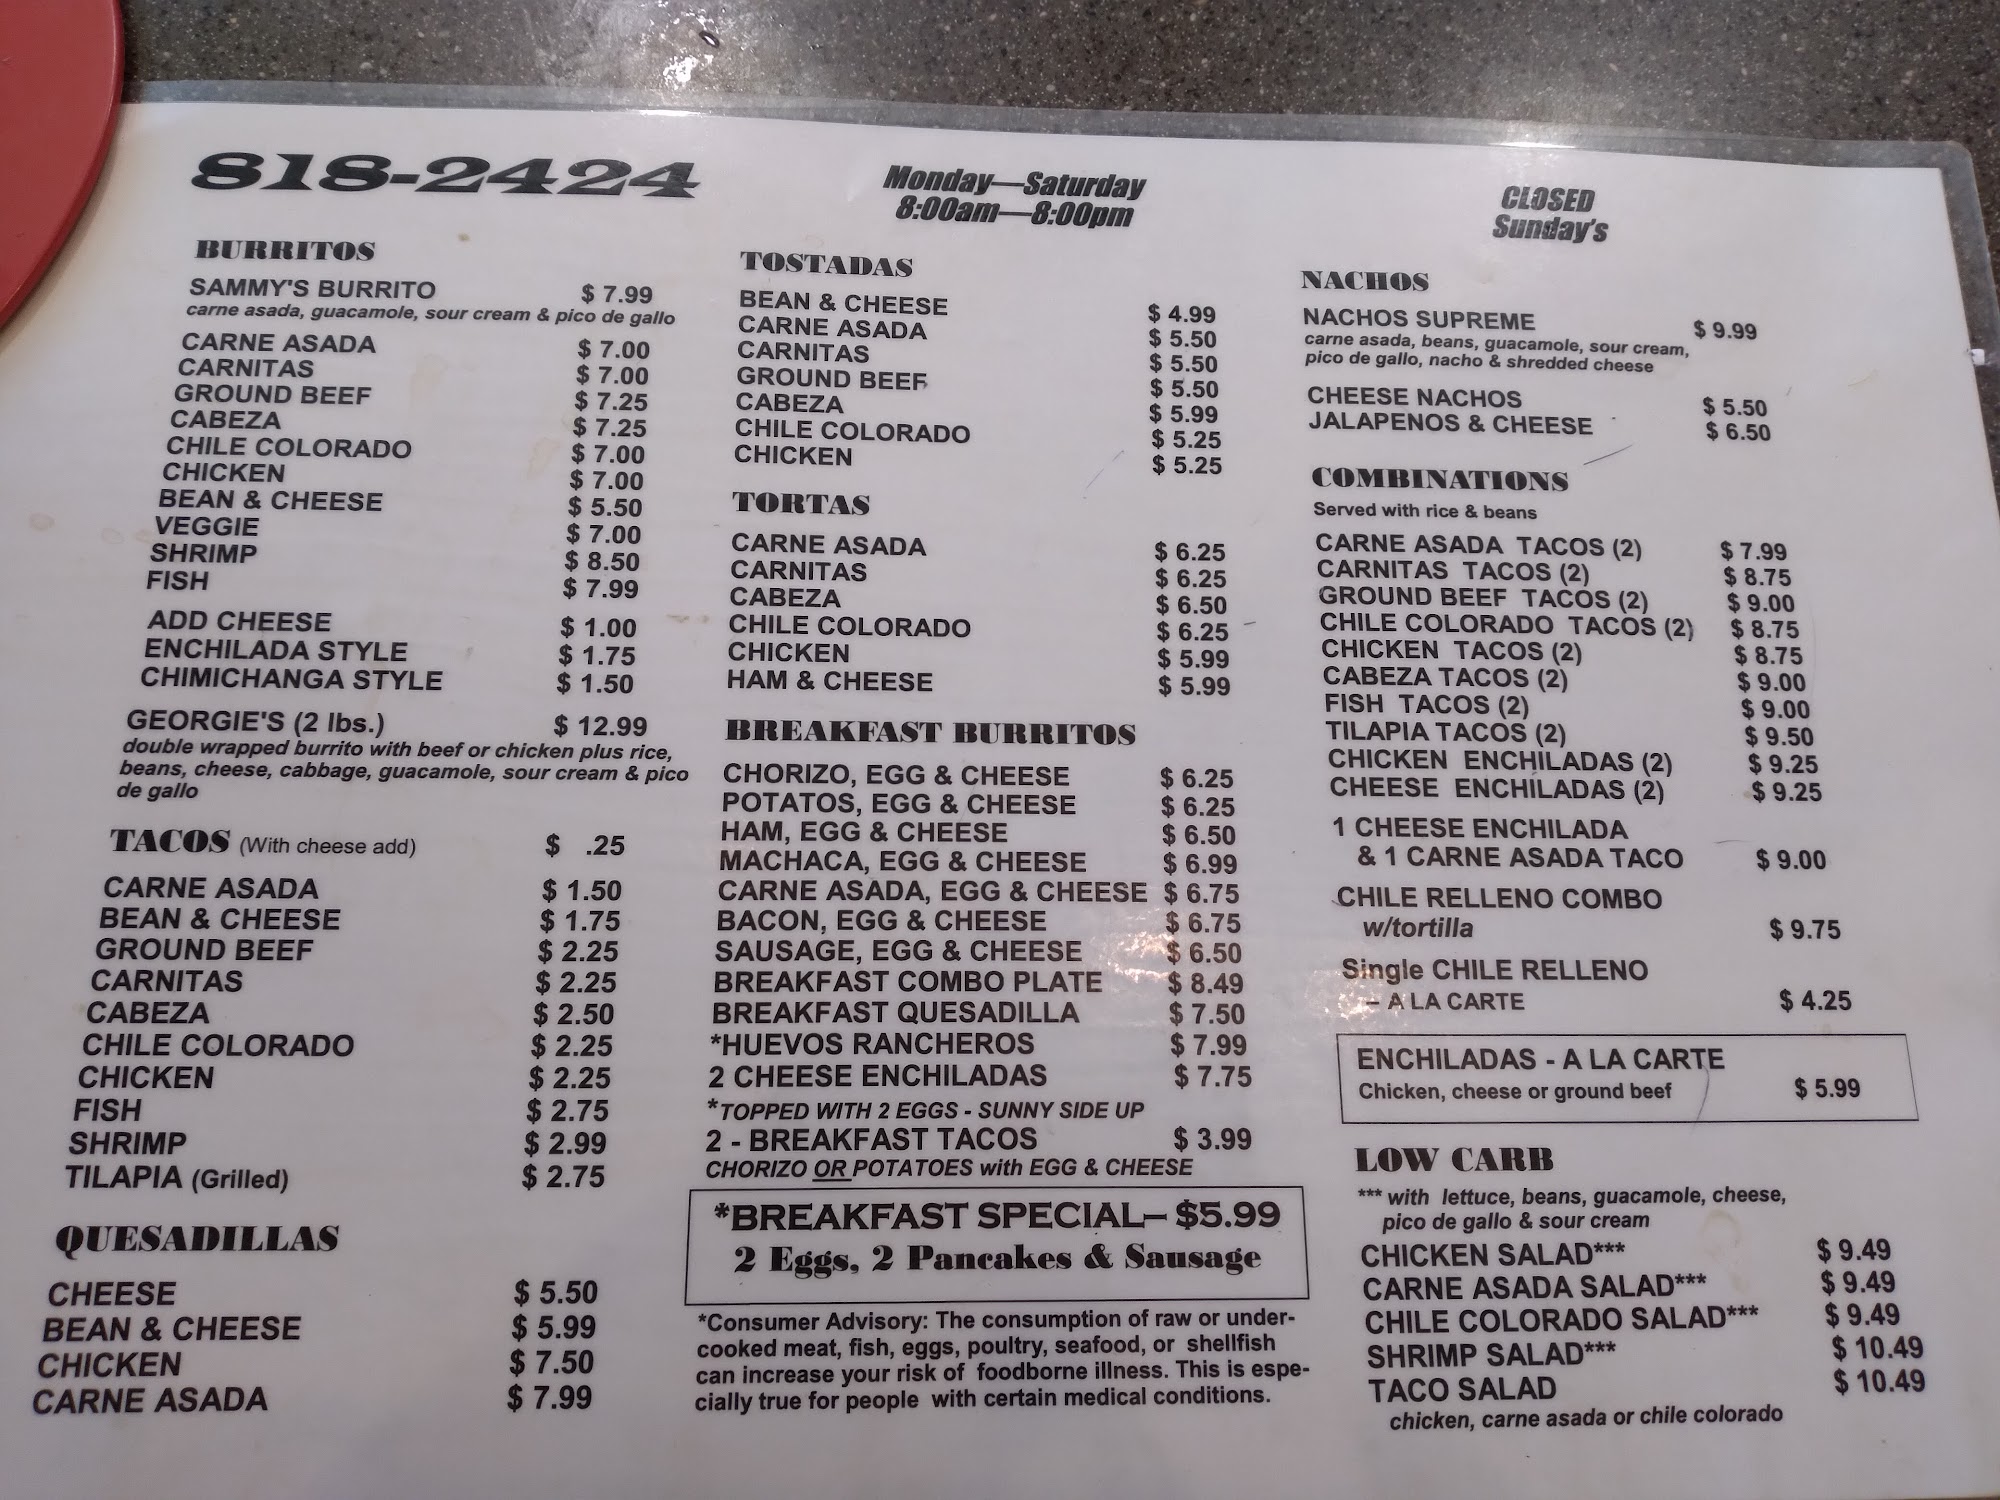 818-2424
Monday—Saturday
8:00am—8:00pm
CLOSED
Sunday's
BURRITOS
SAMMY'S BURRITO $ 7.99
carne asada, guacamole, sour cream & pico de gallo
CARNE ASADA $ 7.00
CARNITAS $ 7.00
GROUND BEEF $ 7.25
CABEZA $ 7.25
CHILE COLORADO $ 7.00
CHICKEN $ 7.00
BEAN & CHEESE $ 5.50
VEGGIE $ 7.00
SHRIMP $ 8.50
FISH $ 7.99
ADD CHEESE $ 1.00
ENCHILADA STYLE $ 1.75
CHIMICHANGA STYLE $ 1.50
GEORGIE'S (2 lbs.) $ 12.99
double wrapped burrito with beef or chicken plus rice,
beans, cheese, cabbage, guacamole, sour cream & pico
de gallo
TACOS (With cheese add) $ .25
CARNE ASADA $ 1.50
BEAN & CHEESE $ 1.75
GROUND BEEF $ 2.25
CARNITAS $ 2.25
CABEZA $ 2.50
CHILE COLORADO $ 2.25
CHICKEN $ 2.25
FISH $ 2.75
SHRIMP $ 2.99
TILAPIA (Grilled) $ 2.75
QUESADILLAS
CHEESE $ 5.50
BEAN & CHEESE $ 5.99
CHICKEN $ 7.50
CARNE ASADA $ 7.99
TOSTADAS
BEAN & CHEESE $ 4.99
CARNE ASADA $ 5.50
CARNITAS $ 5.50
GROUND BEEF $ 5.50
CABEZA $ 5.99
CHILE COLORADO $ 5.25
CHICKEN $ 5.25
TORTAS
CARNE ASADA $ 6.25
CARNITAS $ 6.25
CABEZA $ 6.50
CHILE COLORADO $ 6.25
CHICKEN $ 5.99
HAM & CHEESE $ 5.99
BREAKFAST BURRITOS
CHORIZO, EGG & CHEESE $ 6.25
POTATOS, EGG & CHEESE $ 6.25
HAM, EGG & CHEESE $ 6.50
MACHACA, EGG & CHEESE $ 6.99
CARNE ASADA, EGG & CHEESE $ 6.75
BACON, EGG & CHEESE $ 6.75
SAUSAGE, EGG & CHEESE $ 6.50
BREAKFAST COMBO PLATE $ 8.49
BREAKFAST QUESADILLA $ 7.50
*HUEVOS RANCHEROS $ 7.99
2 CHEESE ENCHILADAS $ 7.75
*TOPPED WITH 2 EGGS - SUNNY SIDE UP
2 - BREAKFAST TACOS $ 3.99
CHORIZO OR POTATOES with EGG & CHEESE
*BREAKFAST SPECIAL– $5.99
2 Eggs, 2 Pancakes & Sausage
*Consumer Advisory: The consumption of raw or under-
cooked meat, fish, eggs, poultry, seafood, or shellfish
can increase your risk of foodborne illness. This is espe-
cially true for people with certain medical conditions.
NACHOS
NACHOS SUPREME $ 9.99
carne asada, beans, guacamole, sour cream,
pico de gallo, nacho & shredded cheese
CHEESE NACHOS $ 5.50
JALAPENOS & CHEESE $ 6.50
COMBINATIONS
Served with rice & beans
CARNE ASADA TACOS (2) $ 7.99
CARNITAS TACOS (2) $ 8.75
GROUND BEEF TACOS (2) $ 9.00
CHILE COLORADO TACOS (2) $ 8.75
CHICKEN TACOS (2) $ 8.75
CABEZA TACOS (2) $ 9.00
FISH TACOS (2) $ 9.00
TILAPIA TACOS (2) $ 9.50
CHICKEN ENCHILADAS (2) $ 9.25
CHEESE ENCHILADAS (2) $ 9.25
1 CHEESE ENCHILADA
& 1 CARNE ASADA TACO $ 9.00
CHILE RELLENO COMBO
w/tortilla $ 9.75
Single CHILE RELLENO
– A LA CARTE $ 4.25
ENCHILADAS - A LA CARTE
Chicken, cheese or ground beef $ 5.99
LOW CARB
*** with lettuce, beans, guacamole, cheese,
pico de gallo & sour cream
CHICKEN SALAD*** $ 9.49
CARNE ASADA SALAD*** $ 9.49
CHILE COLORADO SALAD*** $ 9.49
SHRIMP SALAD*** $ 10.49
TACO SALAD $ 10.49
chicken, carne asada or chile colorado